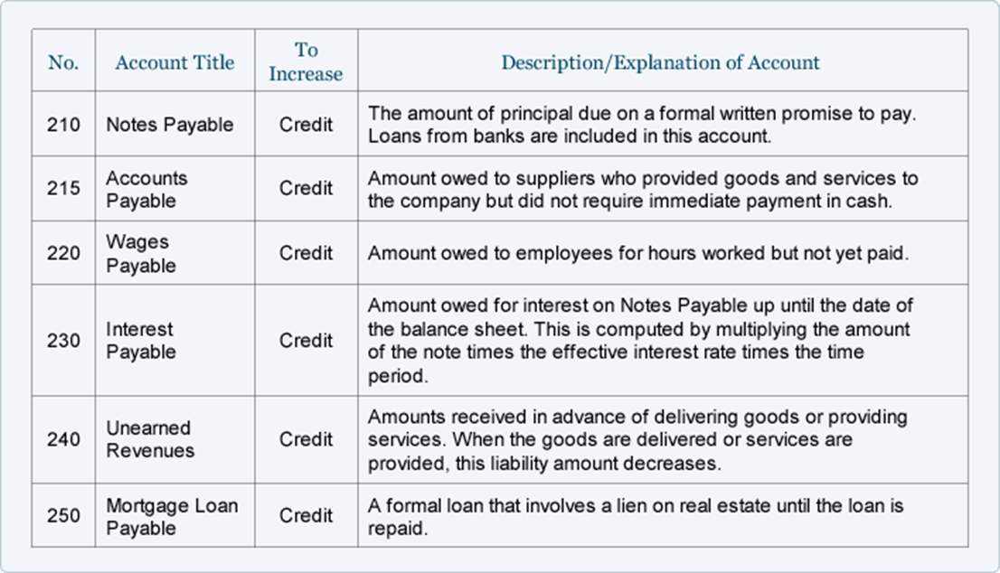 No.
Account Title
To
Increase
Description/Explanation of Account
210
Notes Payable
Credit
The amount of principal due on a formal written promise to pay.
Loans from banks are included in this account.
215
Accounts
Payable
Credit
Amount owed to suppliers who provided goods and services to
the company but did not require immediate payment in cash.
220
Wages
Payable
Credit
Amount owed to employees for hours worked but not yet paid.
230
Interest
Payable
Credit
Amount owed for interest on Notes Payable up until the date of
the balance sheet. This is computed by multiplying the amount
of the note times the effective interest rate times the time
period.
240
Unearned
Revenues
Credit
Amounts received in advance of delivering goods or providing
services. When the goods are delivered or services are
provided, this liability amount decreases.
250
Mortgage Loan
Payable
Credit
A formal loan that involves a lien on real estate until the loan is
repaid.